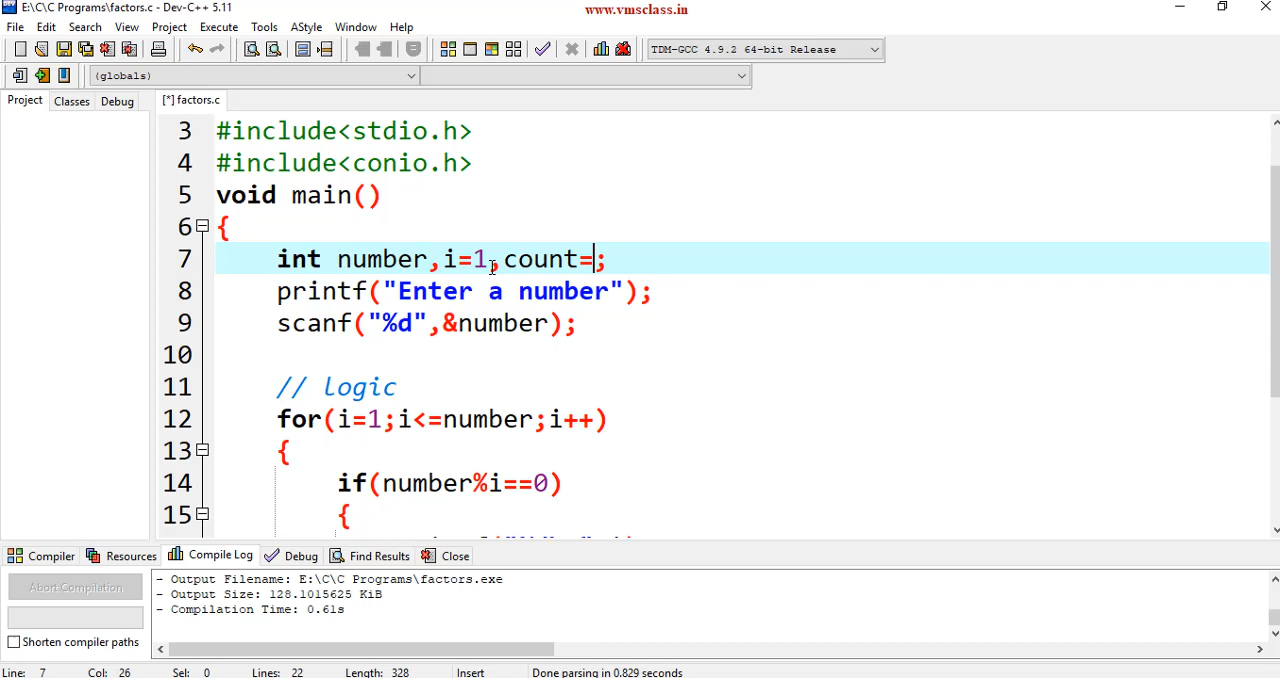 E:\C\C Programs\factors.c - Dev-C++ 5.11
www.vmsclass.in
File Edit Search View Project Execute Tools AStyle Window Help
TDM-GCC 4.9.2 64-bit Release
(globals)
Project Classes Debug
[*] factors.c
3 #include<stdio.h>
4 #include<conio.h>
5 void main()
6 {
7 int number,i=1,count=;
8 printf("Enter a number");
9 scanf("%d",&number);
10
11 // logic
12 for(i=1;i<=number;i++)
13 {
14 if(number%i==0)
15 {
Compiler Resources Compile Log Debug Find Results Close
Abort Compilation
Shorten compiler paths
- Output Filename: E:\C\C Programs\factors.exe
- Output Size: 128.1015625 KiB
- Compilation Time: 0.61s
Line: 7 Col: 26 Sel: 0 Lines: 22 Length: 328 Insert Done parsing in 0.829 seconds